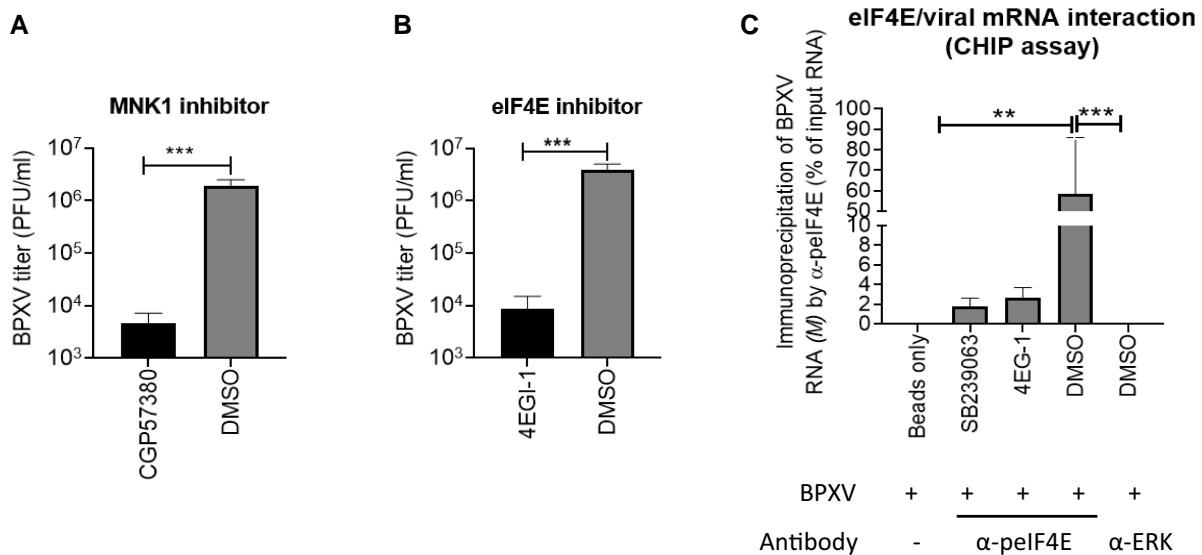 A
MNK1 inhibitor
BPXV titer (PFU/ml)
10⁷
10⁶
10⁵
10⁴
10³
***
CGP57380
DMSO
B
eIF4E inhibitor
BPXV titer (PFU/ml)
10⁷
10⁶
10⁵
10⁴
10³
***
4EGI-1
DMSO
C
eIF4E/viral mRNA interaction
(CHIP assay)
Immunoprecipitation of BPXV
RNA (M) by α-peIF4E (% of input RNA)
100
90
80
70
60
50
10
8
6
4
2
0
**
***
Beads only
SB239063
4EG-1
DMSO
DMSO
BPXV + + + + +
Antibody - α-peIF4E α-ERK